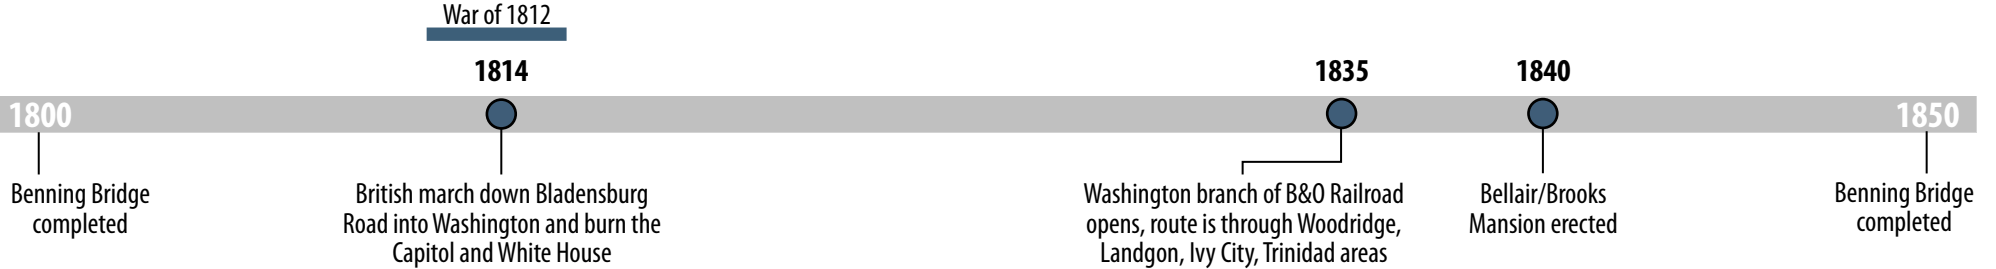 War of 1812
1814
1835
1840
1800
1850
Benning Bridge
completed
British march down Bladensburg
Road into Washington and burn the
Capitol and White House
Washington branch of B&O Railroad
opens, route is through Woodridge,
Landgon, Ivy City, Trinidad areas
Bellair/Brooks
Mansion erected
Benning Bridge
completed